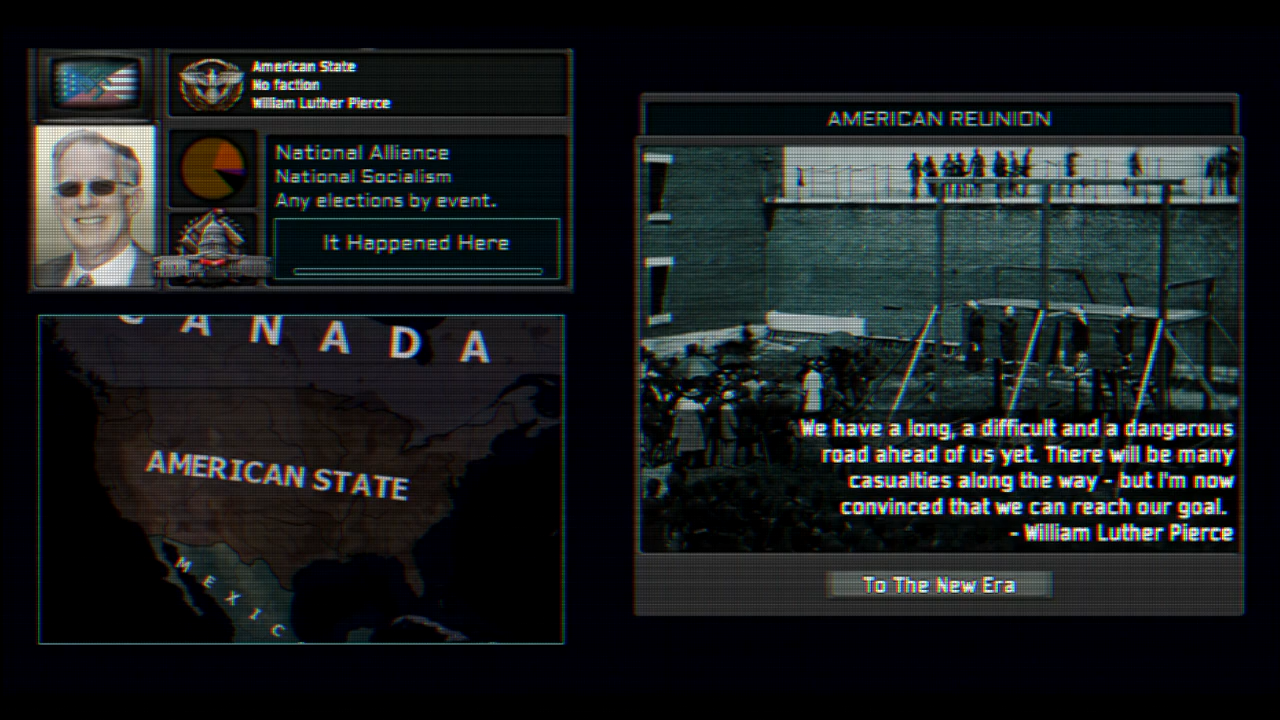 American State
No faction
William Luther Pierce
National Alliance
National Socialism
Any elections by event.
It Happened Here
CANADA
AMERICAN STATE
MEXIC
AMERICAN REUNION
We have a long, a difficult and a dangerous
road ahead of us yet. There will be many
casualties along the way - but I'm now
convinced that we can reach our goal.
- William Luther Pierce
To The New Era